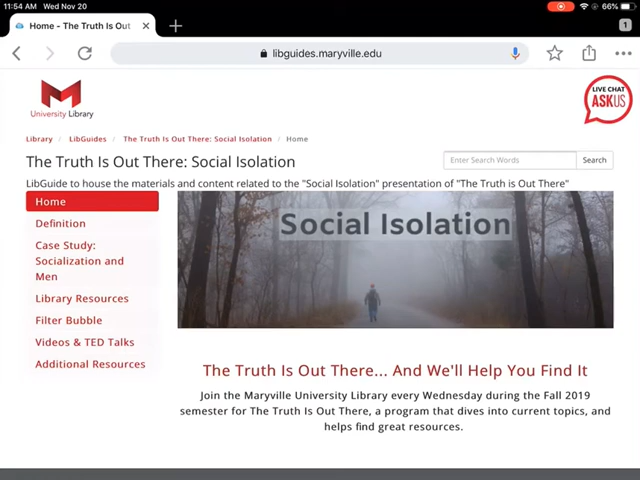 11:54 AM Wed Nov 20
66%
Home - The Truth Is Out
1
libguides.maryville.edu
University Library
LIVE CHAT
ASKUS
Library / LibGuides / The Truth Is Out There: Social Isolation / Home
The Truth Is Out There: Social Isolation
Enter Search Words
Search
LibGuide to house the materials and content related to the "Social Isolation" presentation of "The Truth is Out There"
Home
Definition
Case Study:
Socialization and
Men
Library Resources
Filter Bubble
Videos & TED Talks
Additional Resources
Social Isolation
The Truth Is Out There... And We'll Help You Find It
Join the Maryville University Library every Wednesday during the Fall 2019
semester for The Truth Is Out There, a program that dives into current topics, and
helps find great resources.